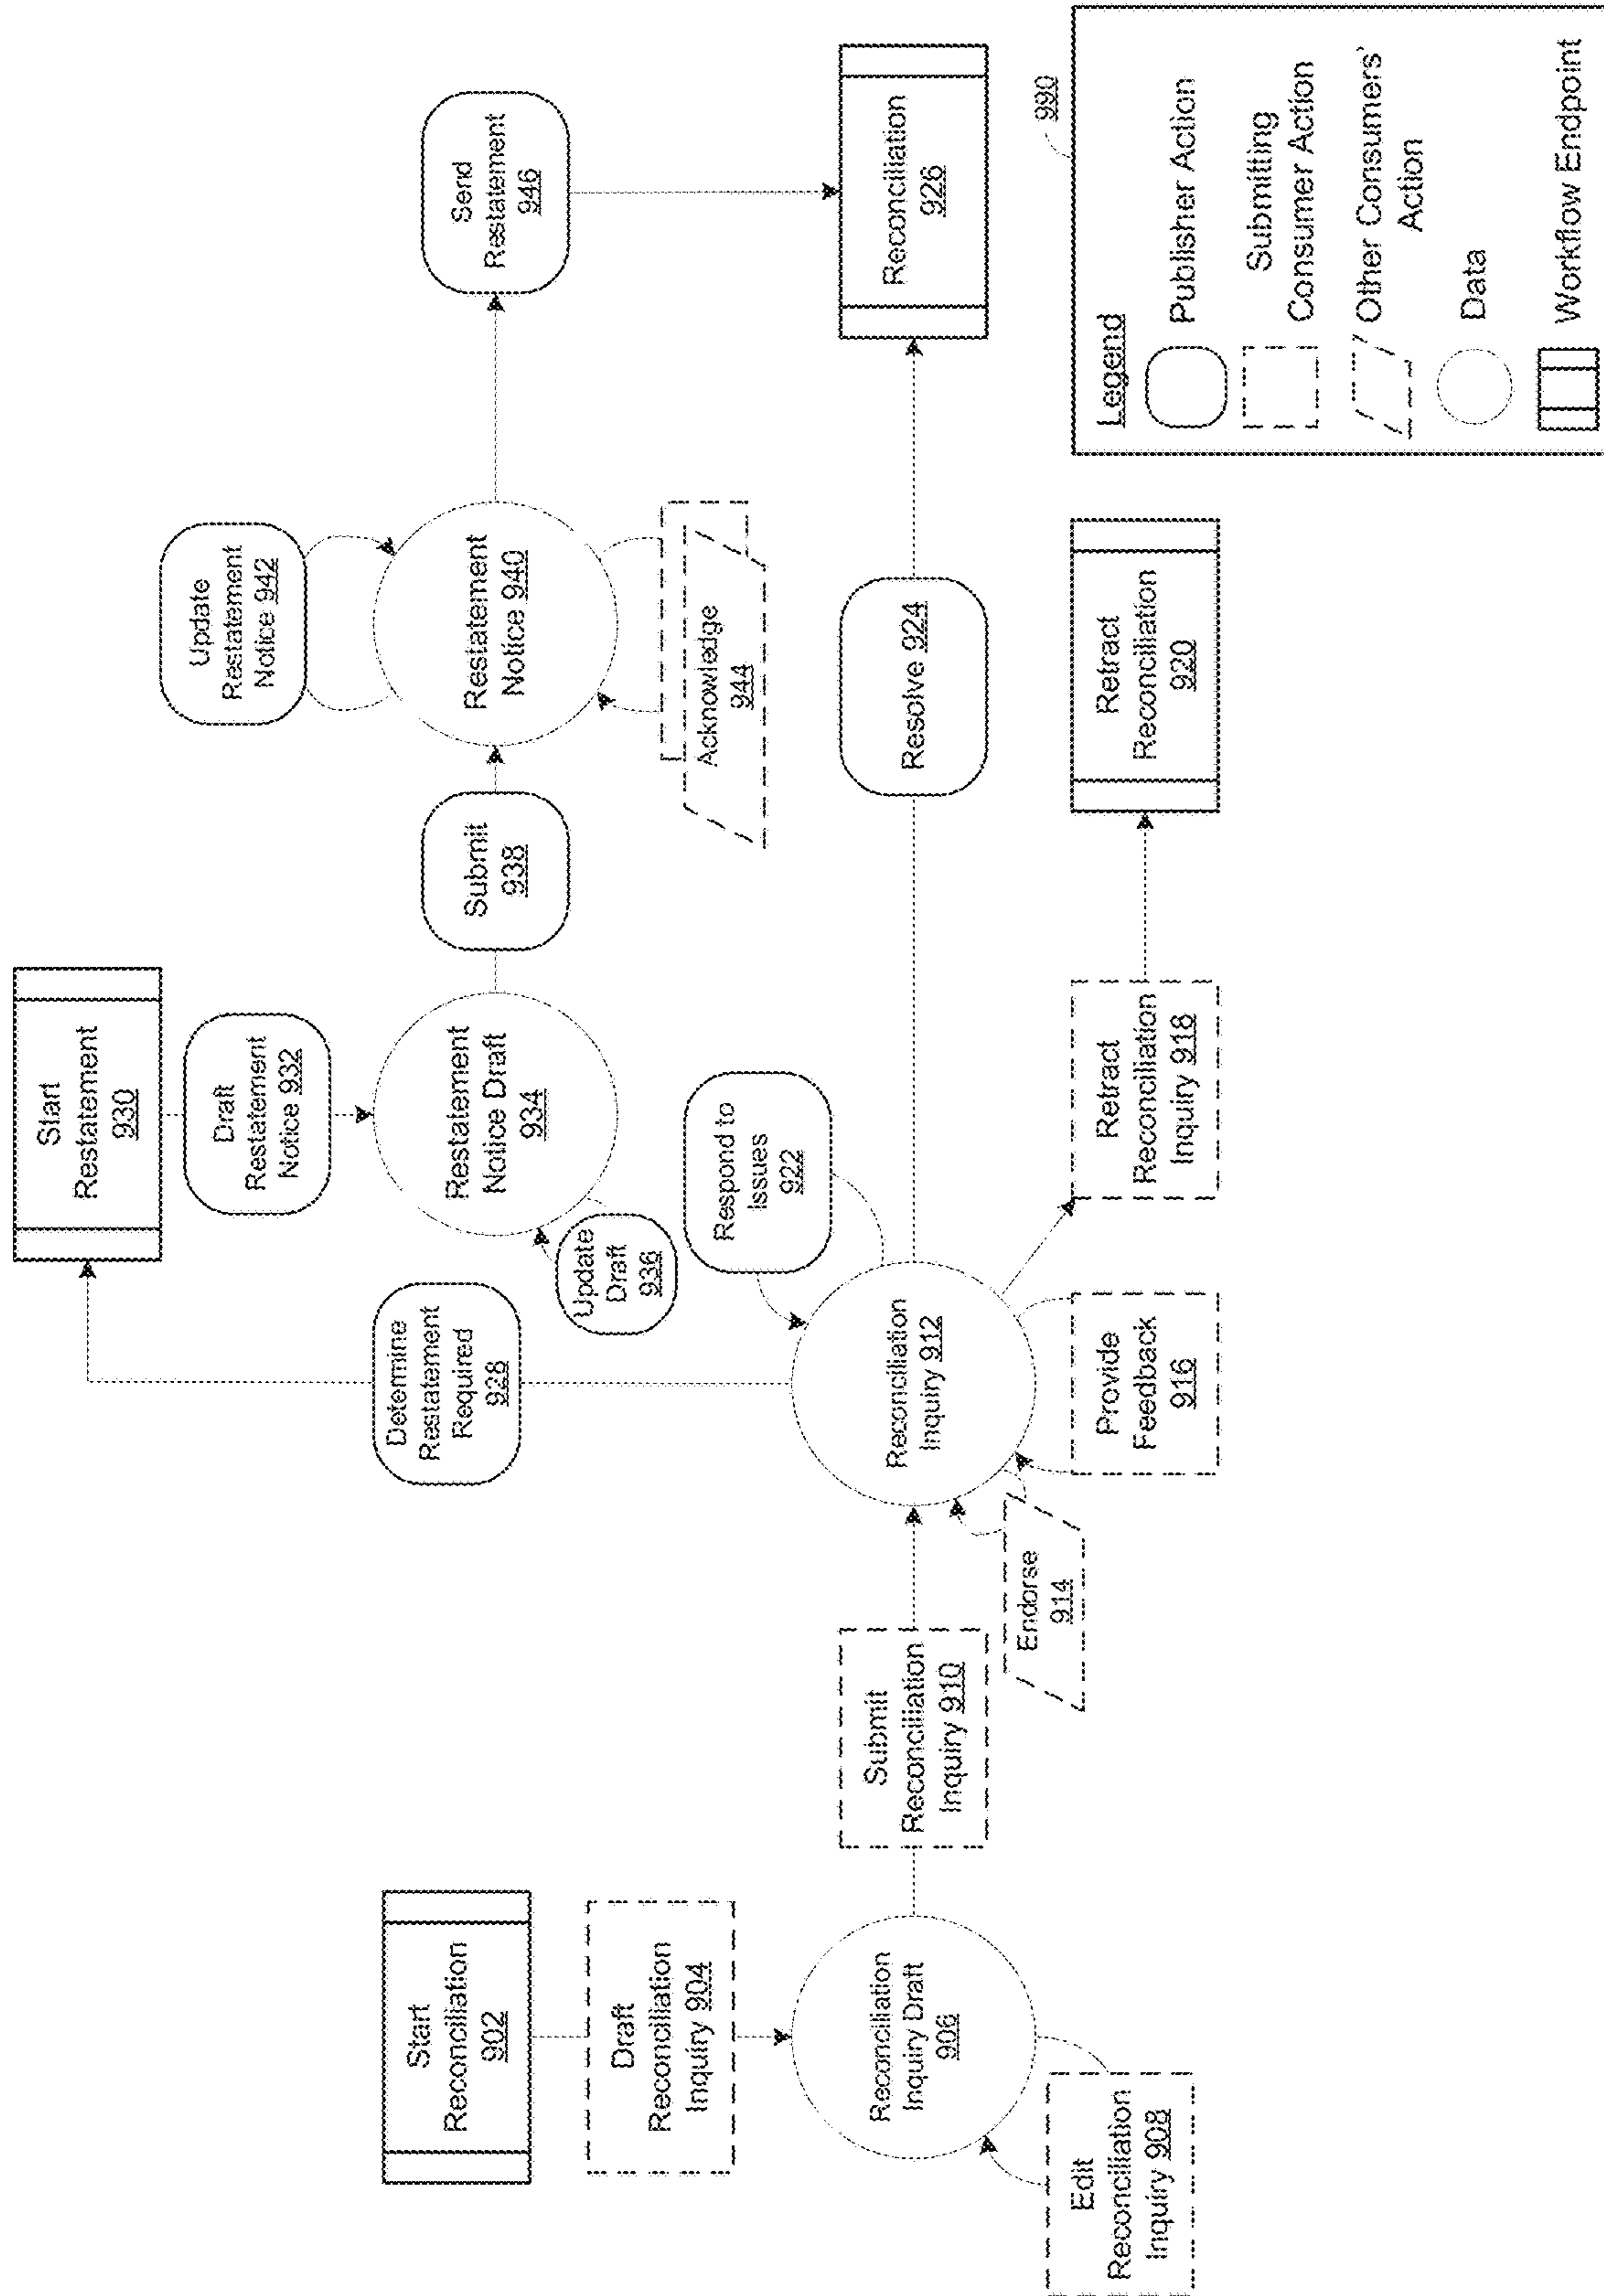 Start
Reconciliation
902
Draft
Reconciliation
Inquiry 904
Reconciliation
Inquiry Draft
906
Edit
Reconciliation
Inquiry 908
Submit
Reconciliation
Inquiry 910
Reconciliation
Inquiry 912
Endorse
914
Provide
Feedback
916
Retract
Reconciliation
Inquiry 918
Retract
Reconciliation
920
Respond to
Issues
922
Resolve 924
Reconciliation
926
Determine
Restatement
Required
928
Start
Restatement
930
Draft
Restatement
Notice 932
Restatement
Notice Draft
934
Update
Draft
936
Submit
938
Restatement
Notice 940
Update
Restatement
Notice 942
Acknowledge
944
Send
Restatement
946
990
Legend
Publisher Action
Submitting
Consumer Action
Other Consumers'
Action
Data
Workflow Endpoint